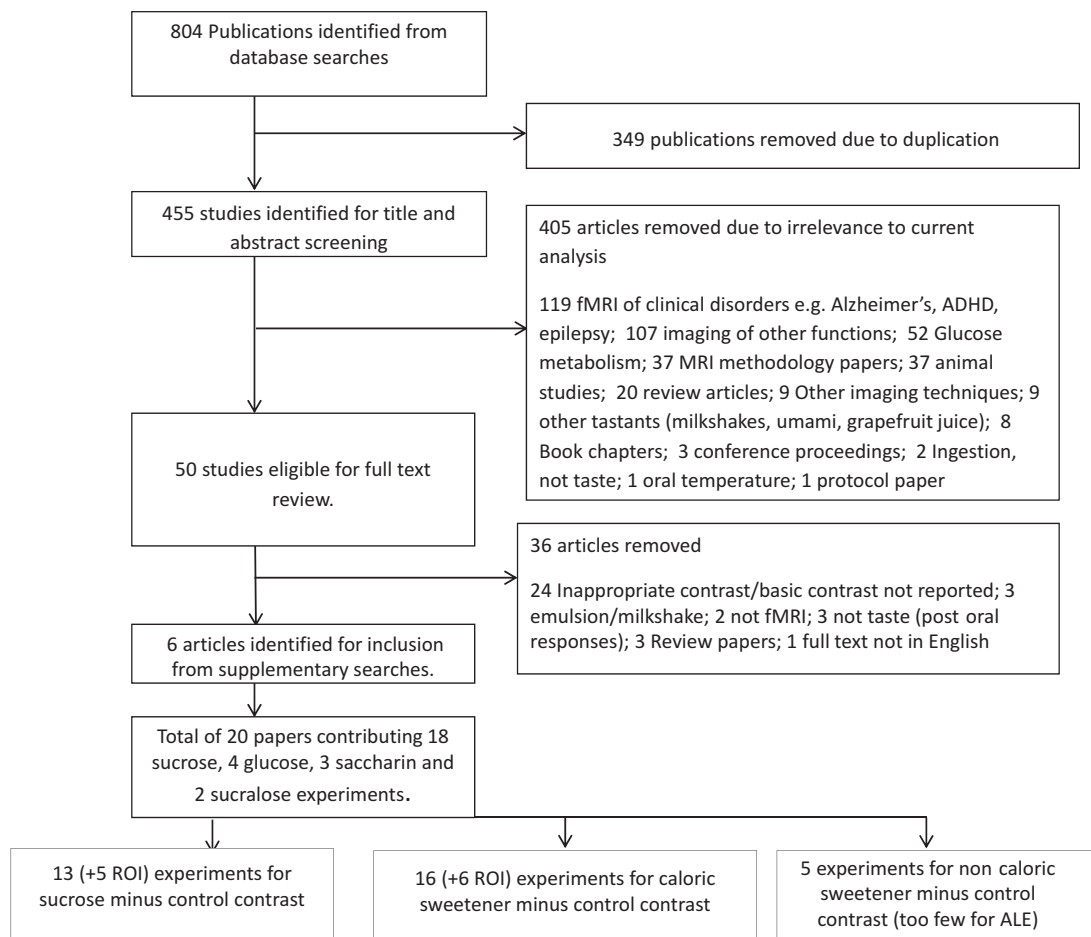 804 Publications identified from
database searches
349 publications removed due to duplication
455 studies identified for title and
abstract screening
405 articles removed due to irrelevance to current
analysis
119 fMRI of clinical disorders e.g. Alzheimer’s, ADHD,
epilepsy; 107 imaging of other functions; 52 Glucose
metabolism; 37 MRI methodology papers; 37 animal
studies; 20 review articles; 9 Other imaging techniques; 9
other tastants (milkshakes, umami, grapefruit juice); 8
Book chapters; 3 conference proceedings; 2 Ingestion,
not taste; 1 oral temperature; 1 protocol paper
50 studies eligible for full text
review.
36 articles removed
24 Inappropriate contrast/basic contrast not reported; 3
emulsion/milkshake; 2 not fMRI; 3 not taste (post oral
responses); 3 Review papers; 1 full text not in English
6 articles identified for inclusion
from supplementary searches.
Total of 20 papers contributing 18
sucrose, 4 glucose, 3 saccharin and
2 sucralose experiments.
13 (+5 ROI) experiments for
sucrose minus control contrast
16 (+6 ROI) experiments for caloric
sweetener minus control contrast
5 experiments for non caloric
sweetener minus control
contrast (too few for ALE)